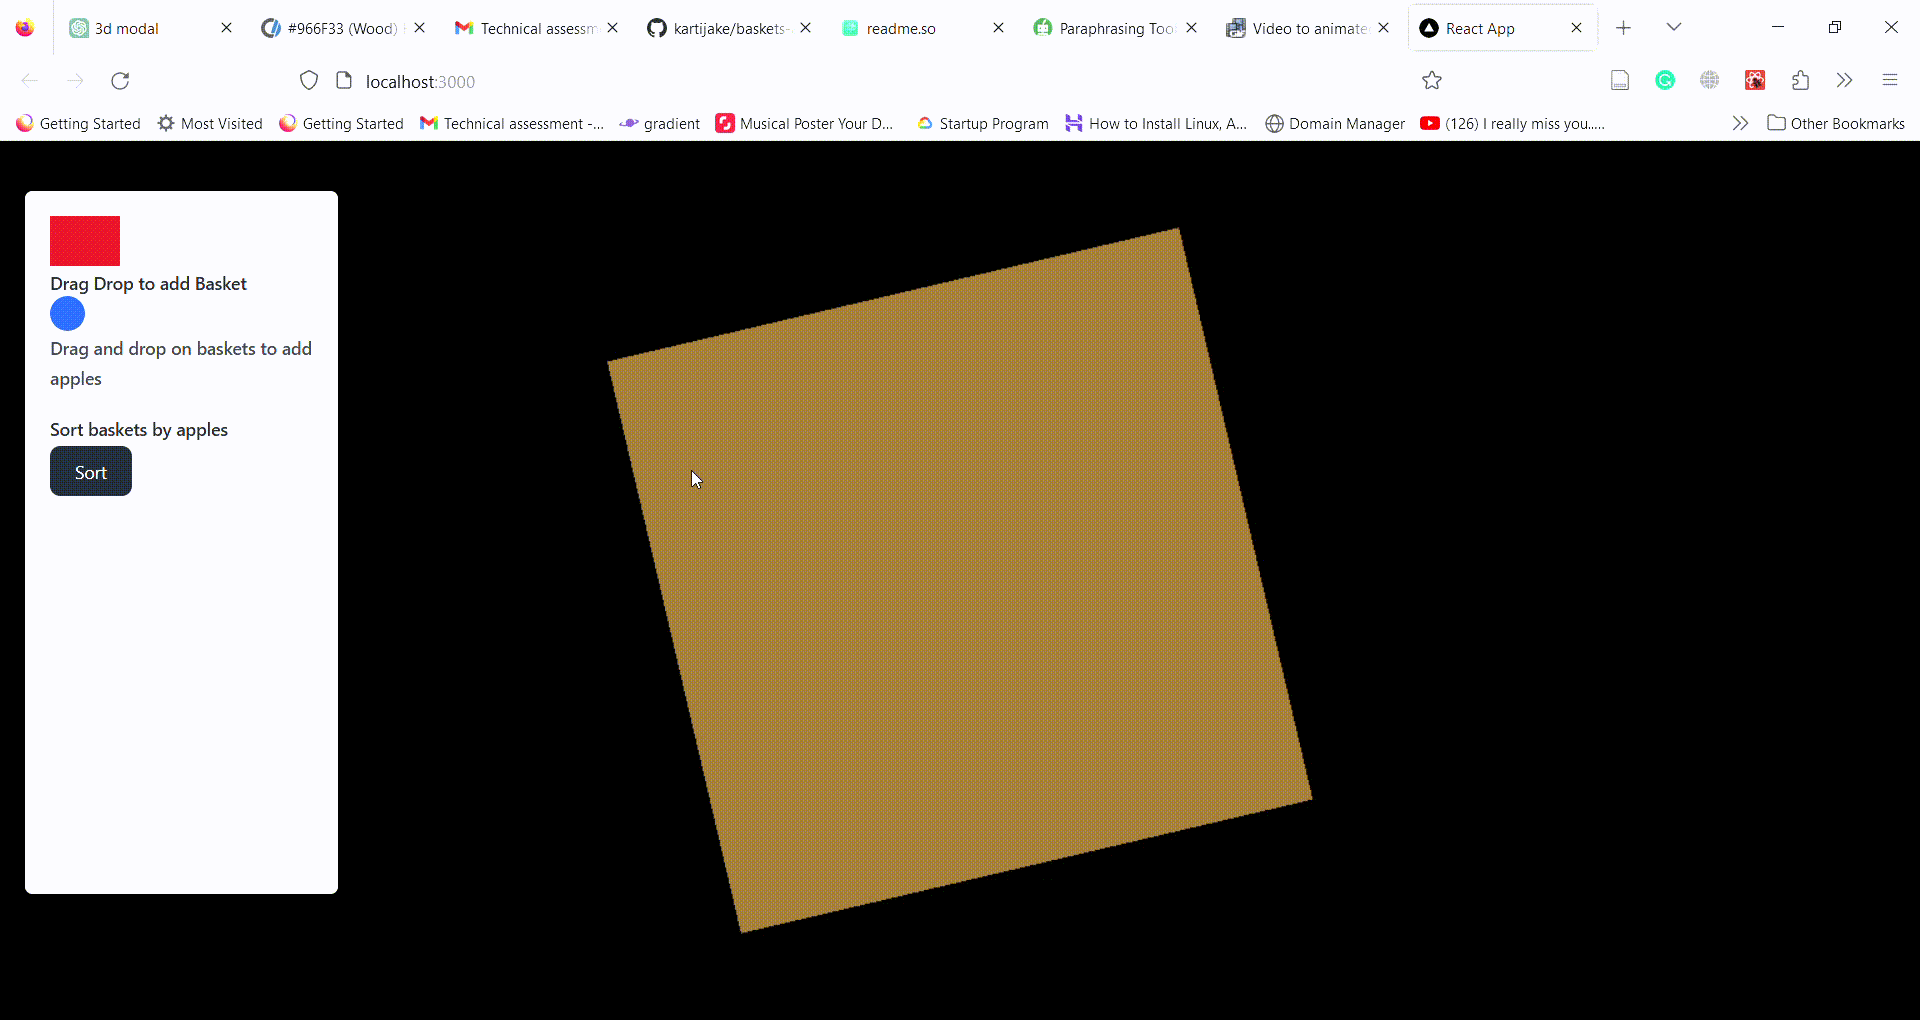 3d modal
#966F33 (Wood)
Technical assessm
kartijake/baskets-
readme.so
Paraphrasing Too
Video to animate
React App
localhost:3000
Getting Started
Most Visited
Getting Started
Technical assessment -...
gradient
Musical Poster Your D...
Startup Program
How to Install Linux, A...
Domain Manager
(126) I really miss you.....
Other Bookmarks
Drag Drop to add Basket
Drag and drop on baskets to add
apples
Sort baskets by apples
Sort